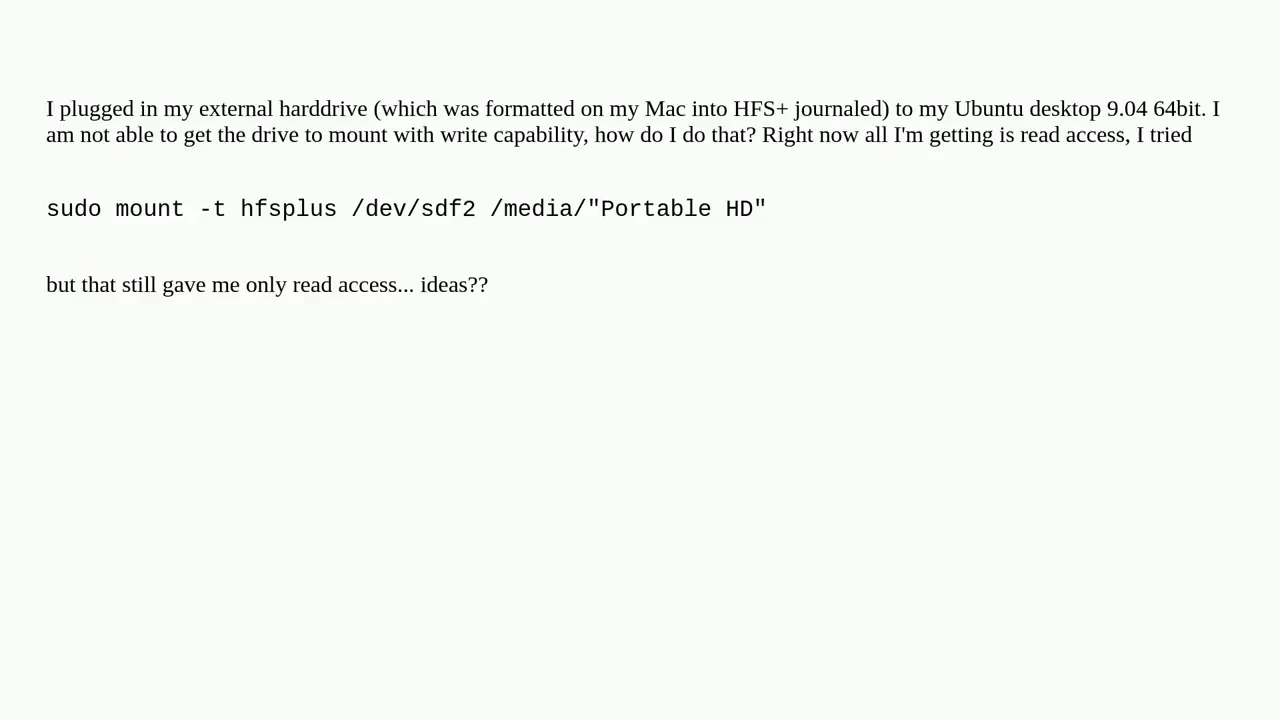 I plugged in my external harddrive (which was formatted on my Mac into HFS+ journaled) to my Ubuntu desktop 9.04 64bit. I
am not able to get the drive to mount with write capability, how do I do that? Right now all I'm getting is read access, I tried
sudo mount -t hfsplus /dev/sdf2 /media/"Portable HD"
but that still gave me only read access... ideas??